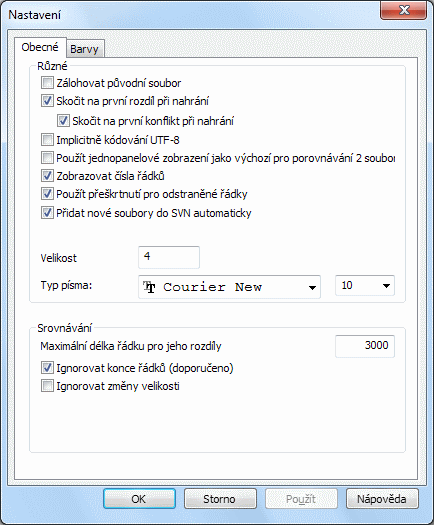 Nastavení
Obecné
Barvy
Různé
Zálohovat původní soubor
Skočit na první rozdíl při nahrání
Skočit na první konflikt při nahrání
Implicitně kódování UTF-8
Použít jednopanelové zobrazení jako výchozí pro porovnávání 2 soubor
Zobrazovat čísla řádků
Použít přeškrtnutí pro odstraněné řádky
Přidat nové soubory do SVN automaticky
Velikost 4
Typ písma: Courier New 10
Srovnávání
Maximální délka řádku pro jeho rozdíly 3000
Ignorovat konce řádků (doporučeno)
Ignorovat změny velikosti
OK Storno Použít Nápověda